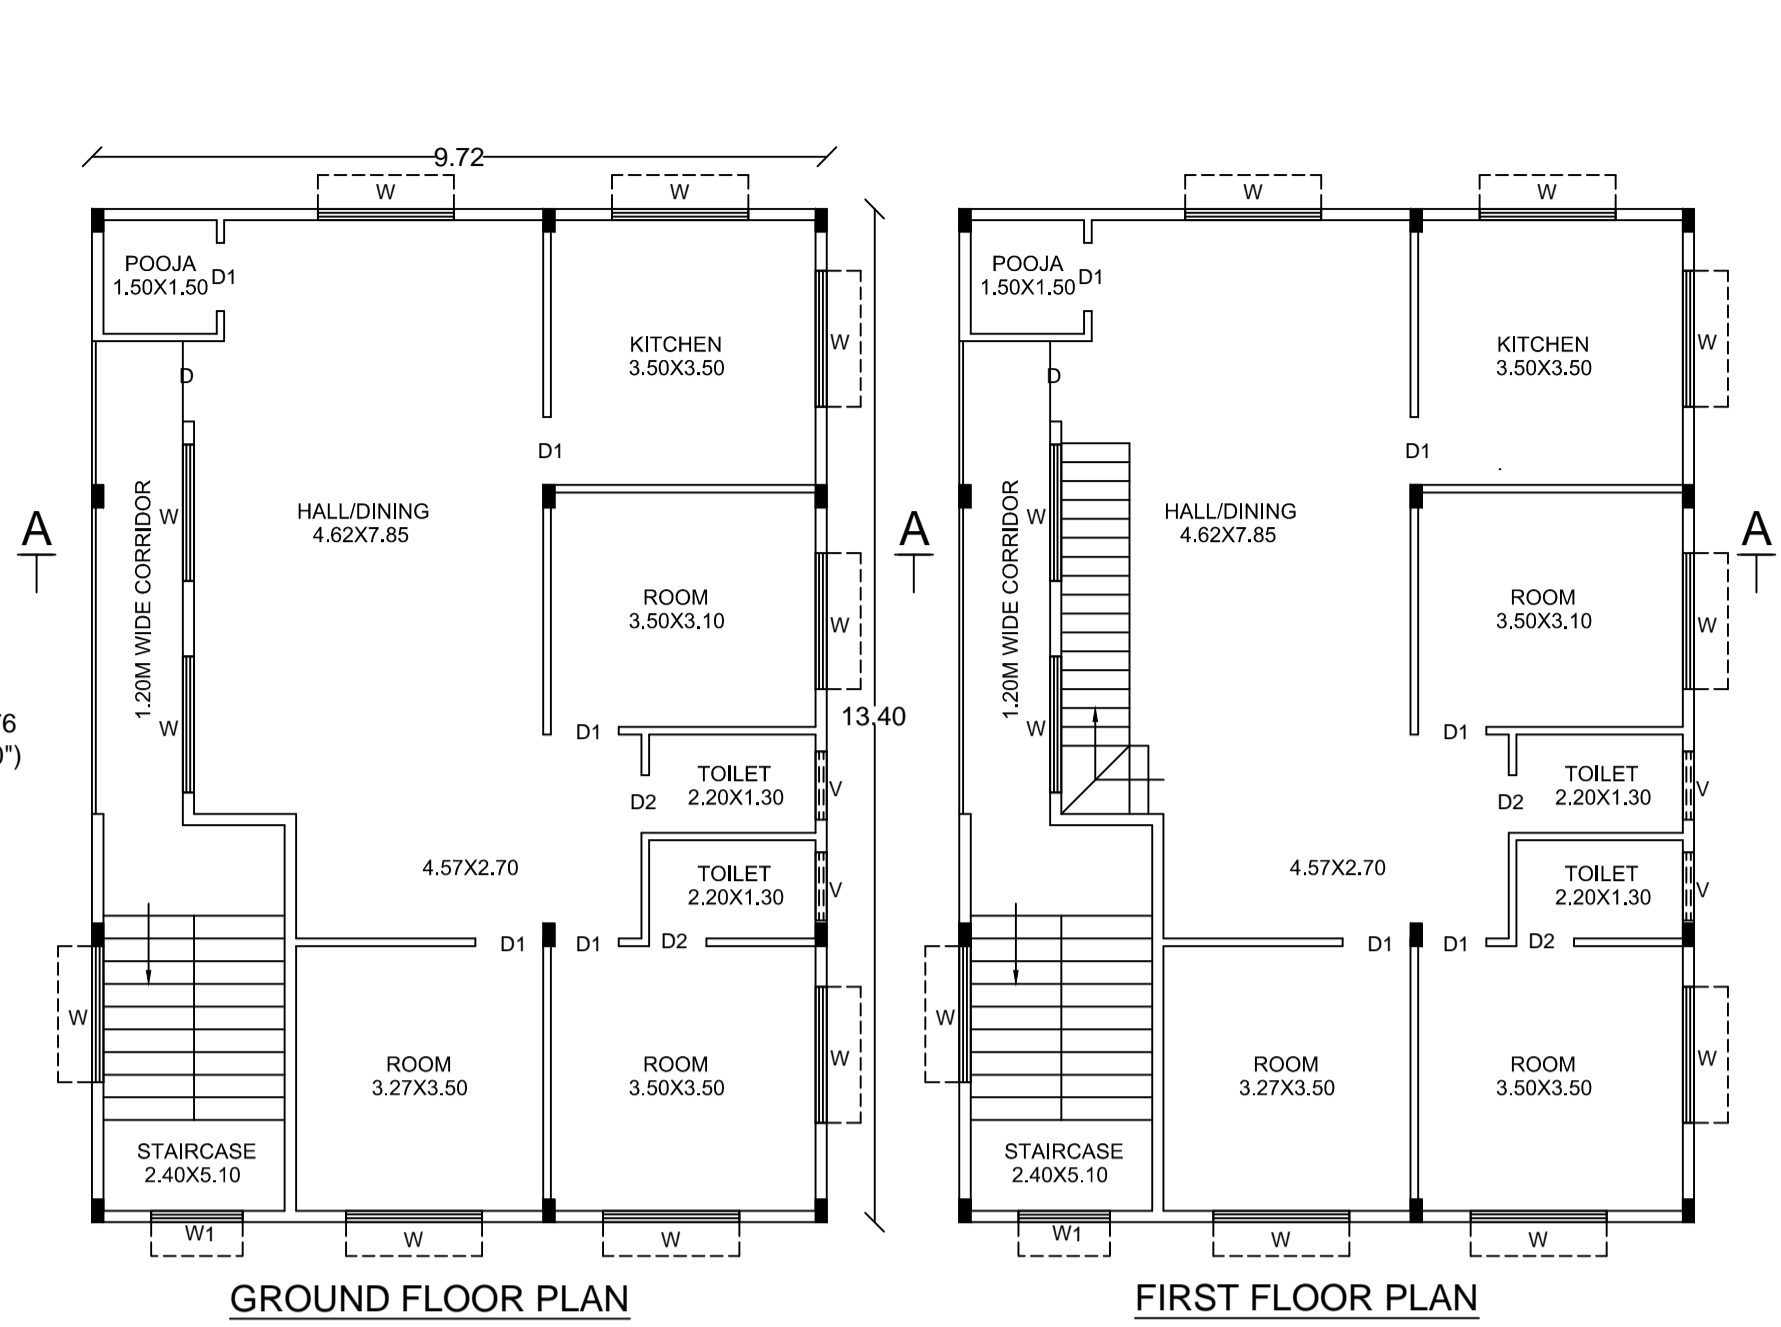 9.72
W
W
POOJA
1.50X1.50
D1
KITCHEN
3.50X3.50
W
D
D1
1.20M WIDE CORRIDOR
W
HALL/DINING
4.62X7.85
A
ROOM
3.50X3.10
W
13.40
W
D1
TOILET
2.20X1.30
V
D2
4.57X2.70
TOILET
2.20X1.30
V
D1
D1
D2
W
ROOM
3.27X3.50
ROOM
3.50X3.50
W
STAIRCASE
2.40X5.10
W1
W
W
GROUND FLOOR PLAN
W
W
POOJA
1.50X1.50
D1
KITCHEN
3.50X3.50
W
D
D1
1.20M WIDE CORRIDOR
W
HALL/DINING
4.62X7.85
A
A
ROOM
3.50X3.10
W
W
D1
TOILET
2.20X1.30
V
D2
4.57X2.70
TOILET
2.20X1.30
V
D1
D1
D2
W
ROOM
3.27X3.50
ROOM
3.50X3.50
W
STAIRCASE
2.40X5.10
W1
W
W
FIRST FLOOR PLAN